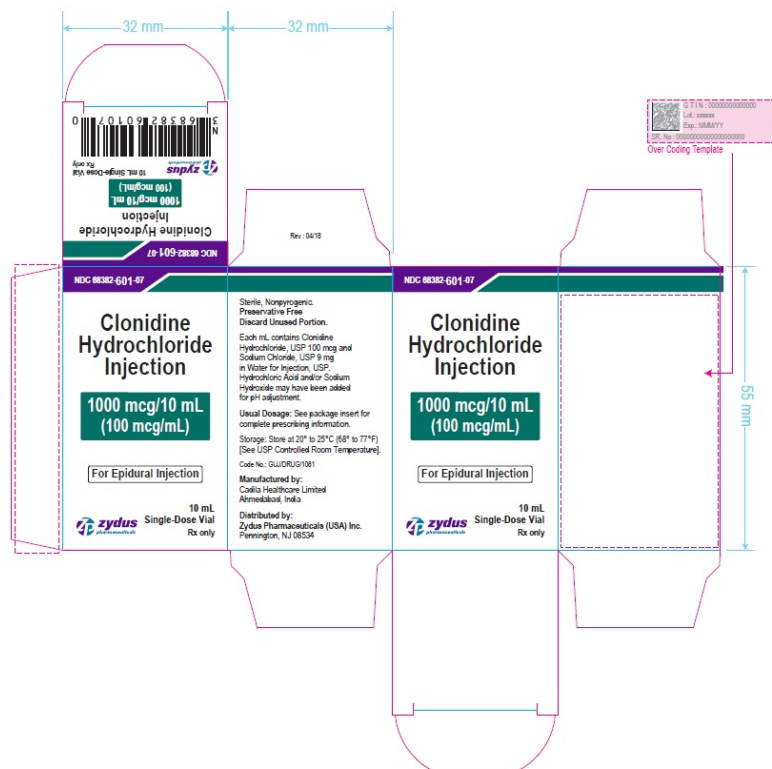 32 mm
32 mm
GTIN : 00000000000000
Lot.: xxxxxx
Exp.: MMM/YY
SR. No : 00000000000000000000
Over Coding Template
N
3 68382 60107 0
zydus
pharmaceuticals
10 mL Single-Dose Vial
Rx only
1000 mcg/10 mL
(100 mcg/mL)
Clonidine Hydrochloride
Injection
NDC 68382-601-07
Rev : 04/18
NDC 68382-601-07
Clonidine
Hydrochloride
Injection
1000 mcg/10 mL
(100 mcg/mL)
For Epidural Injection
10 mL
Single-Dose Vial
Rx only
zydus
pharmaceuticals
Sterile, Nonpyrogenic.
Preservative Free
Discard Unused Portion.
Each mL contains Clonidine
Hydrochloride, USP 100 mcg and
Sodium Chloride, USP 9 mg
in Water for Injection, USP.
Hydrochloric Acid and/or Sodium
Hydroxide may have been added
for pH adjustment.
Usual Dosage: See package insert for
complete prescribing information.
Storage: Store at 20° to 25°C (68° to 77°F)
[See USP Controlled Room Temperature].
Code No.: GUJ/DRUG/1081
Manufactured by:
Cadila Healthcare Limited
Ahmedabad, India
Distributed by:
Zydus Pharmaceuticals (USA) Inc.
Pennington, NJ 08534
NDC 68382-601-07
Clonidine
Hydrochloride
Injection
1000 mcg/10 mL
(100 mcg/mL)
For Epidural Injection
10 mL
Single-Dose Vial
Rx only
zydus
pharmaceuticals
55 mm